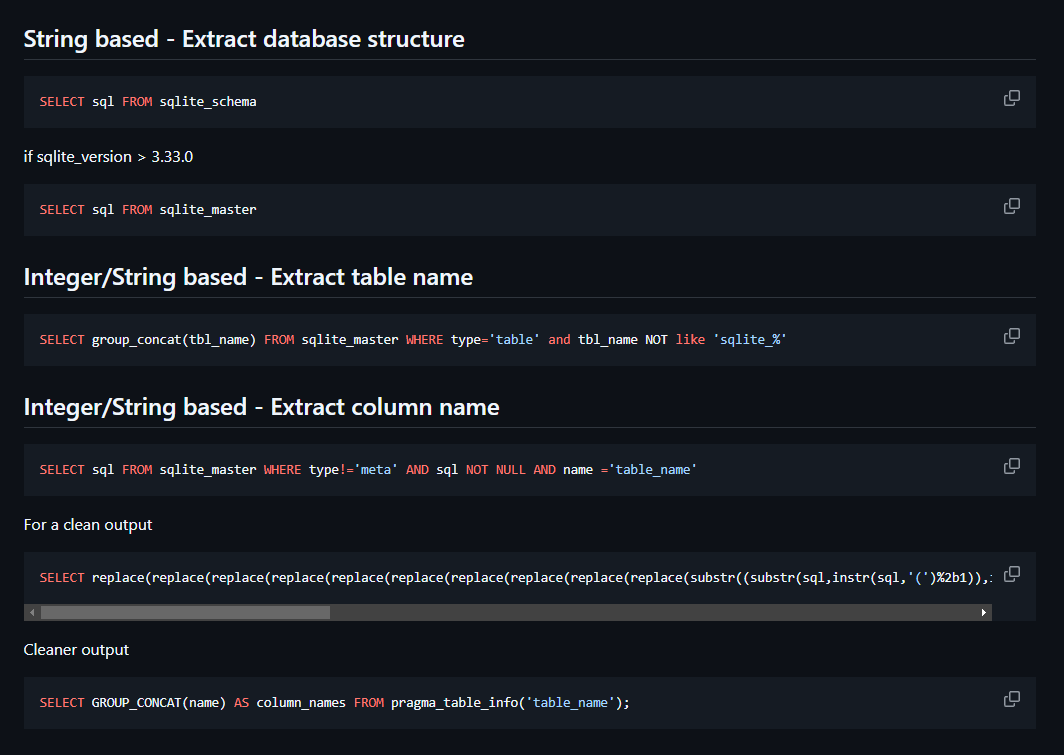 String based - Extract database structure
SELECT sql FROM sqlite_schema
if sqlite_version > 3.33.0
SELECT sql FROM sqlite_master
Integer/String based - Extract table name
SELECT group_concat(tbl_name) FROM sqlite_master WHERE type='table' and tbl_name NOT like 'sqlite_%'
Integer/String based - Extract column name
SELECT sql FROM sqlite_master WHERE type!='meta' AND sql NOT NULL AND name ='table_name'
For a clean output
SELECT replace(replace(replace(replace(replace(replace(replace(replace(replace(replace(substr((substr(sql,instr(sql,'(')%2b1)),
Cleaner output
SELECT GROUP_CONCAT(name) AS column_names FROM pragma_table_info('table_name');